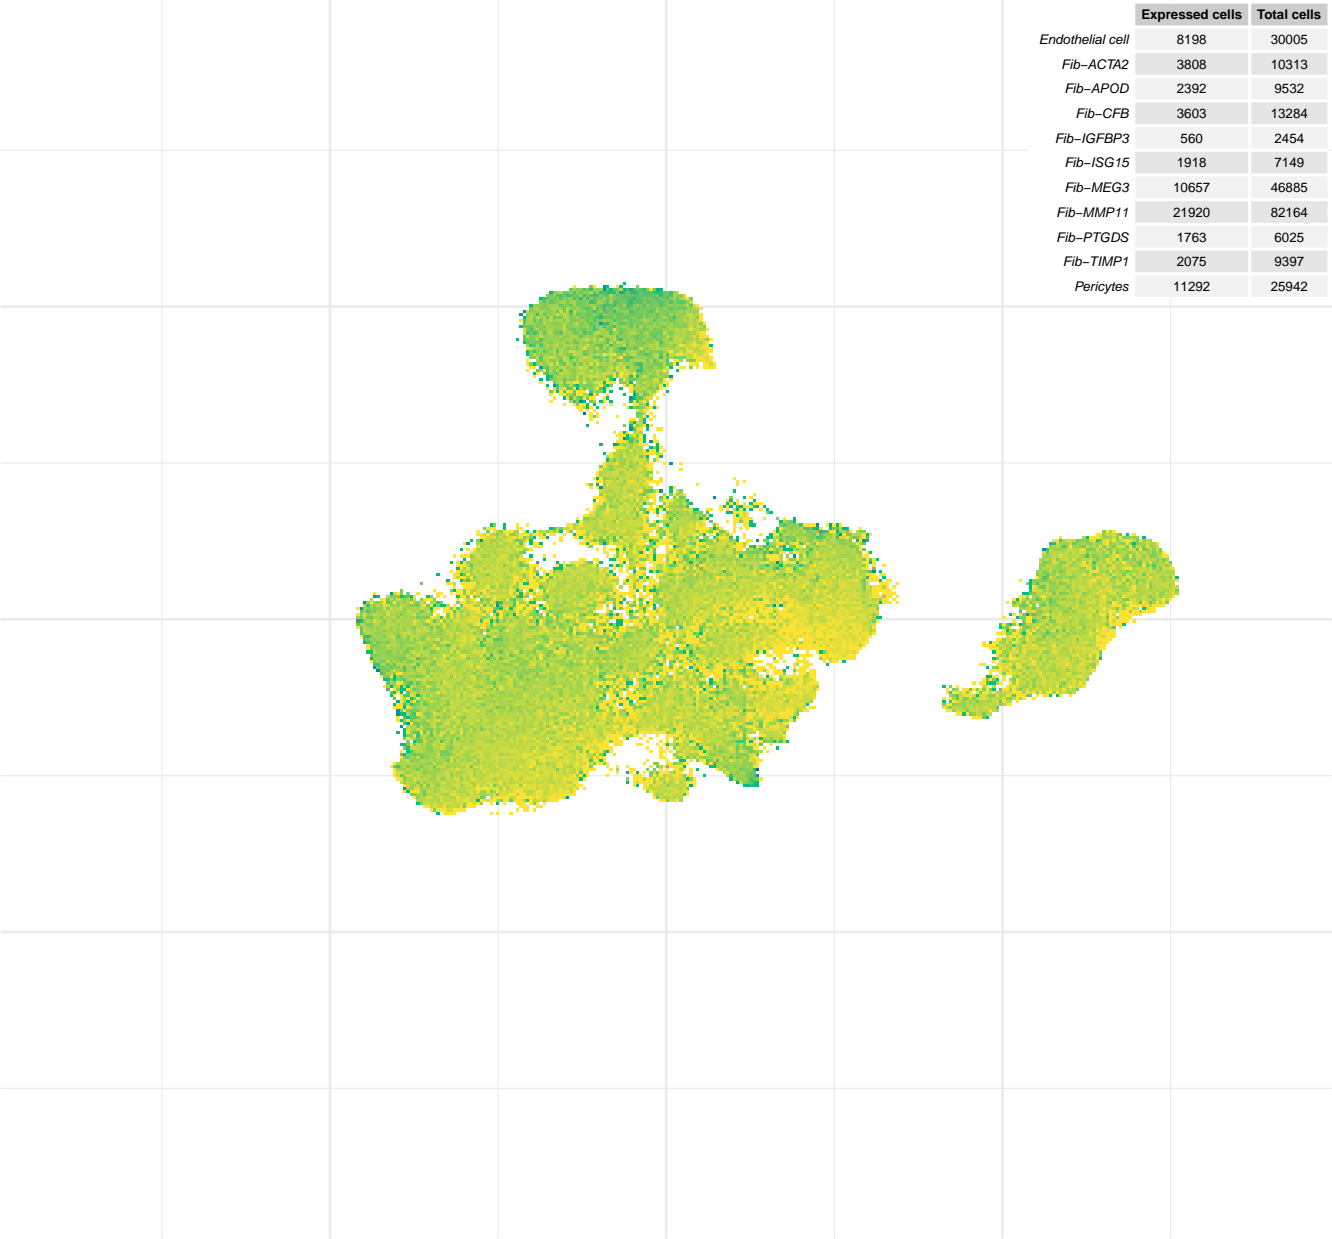 Expressed cells Total cells
Endothelial cell 8198 30005
Fib−ACTA2 3808 10313
Fib−APOD 2392 9532
Fib−CFB 3603 13284
Fib−IGFBP3 560 2454
Fib−ISG15 1918 7149
Fib−MEG3 10657 46885
Fib−MMP11 21920 82164
Fib−PTGDS 1763 6025
Fib−TIMP1 2075 9397
Pericytes 11292 25942